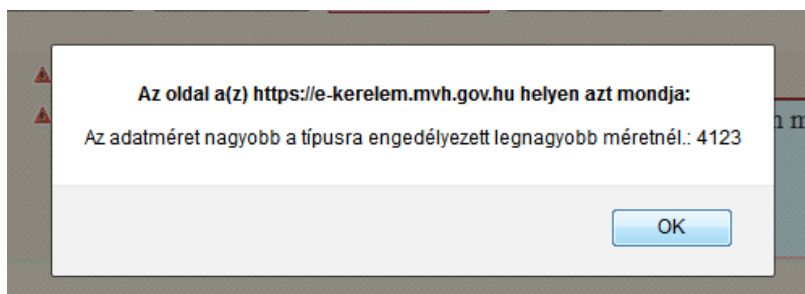 Az oldal a(z) https://e-kerelem.mvh.gov.hu helyen azt mondja:
Az adatméret nagyobb a típusra engedélyezett legnagyobb méretnél.: 4123
OK